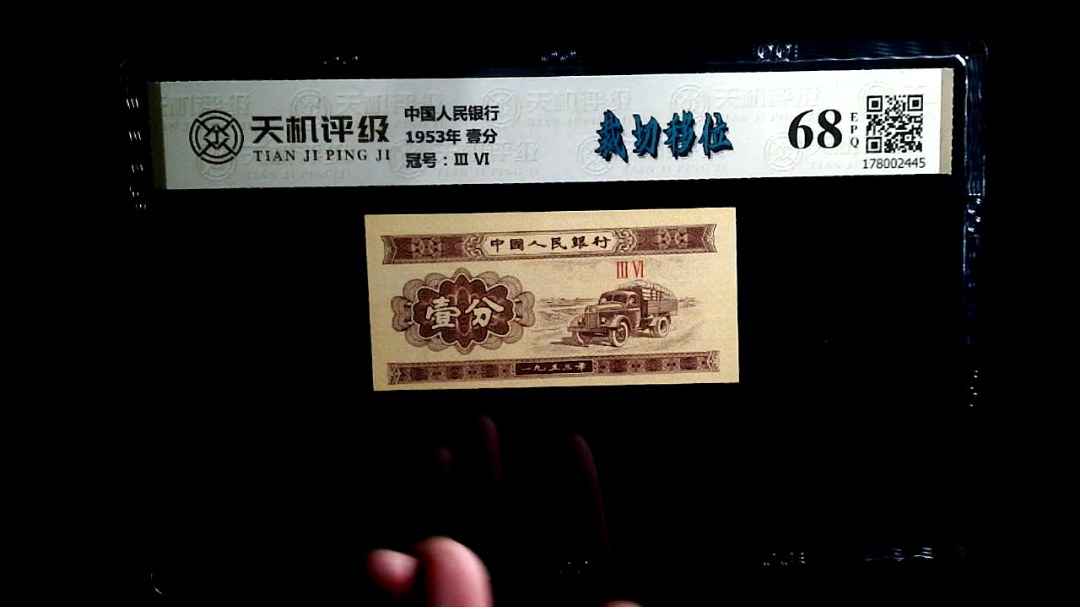 天机评级
TIAN JI PING JI
中国人民银行
1953年 壹分
冠号：III VI
裁切移位
68
EPQ
178002445
中國人民銀行
III VI
壹分
一九五三年